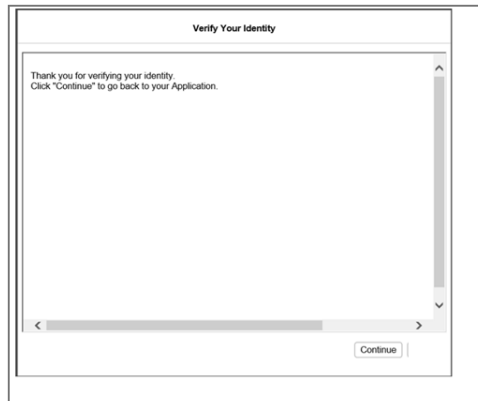 Verify Your Identity
Thank you for verifying your identity.
Click "Continue" to go back to your Application.
Continue